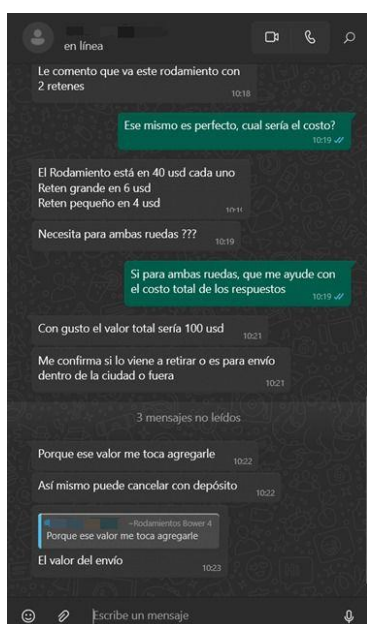 en línea
Le comento que va este rodamiento con
2 retenes
10:18
Ese mismo es perfecto, cual sería el costo?
10:19
El Rodamiento está en 40 usd cada uno
Reten grande en 6 usd
Reten pequeño en 4 usd
10:19
Necesita para ambas ruedas ???
10:19
Si para ambas ruedas, que me ayude con
el costo total de los respuestos
10:19
Con gusto el valor total sería 100 usd
10:21
Me confirma si lo viene a retirar o es para envío
dentro de la ciudad o fuera
10:21
3 mensajes no leídos
Porque ese valor me toca agregarle
10:22
Así mismo puede cancelar con depósito
10:22
~Rodamientos Bower 4
Porque ese valor me toca agregarle
El valor del envío
10:23
Escribe un mensaje